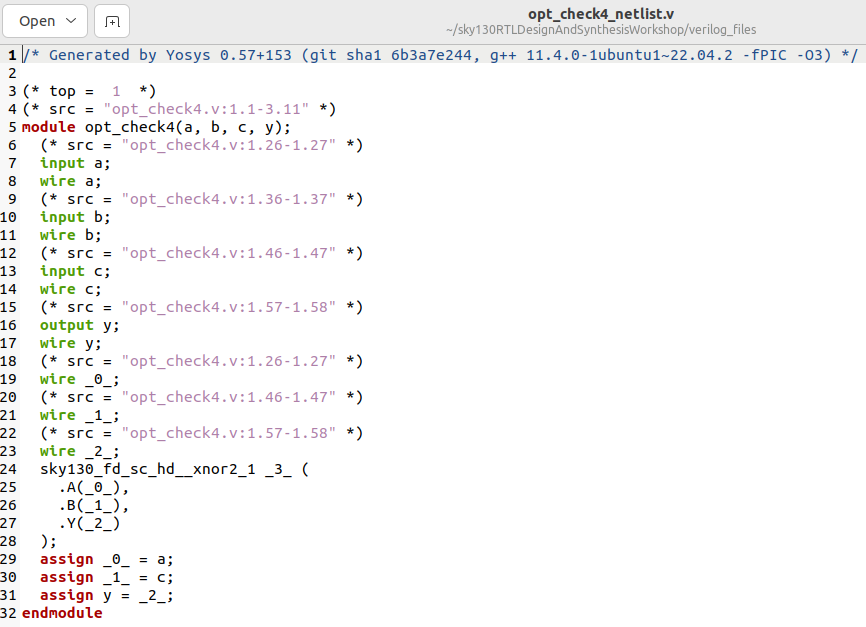 Open
opt_check4_netlist.v
~/sky130RTLDesignAndSynthesisWorkshop/verilog_files
1 /* Generated by Yosys 0.57+153 (git sha1 6b3a7e244, g++ 11.4.0-1ubuntu1~22.04.2 -fPIC -O3) */
2
3 (* top =  1  *)
4 (* src = "opt_check4.v:1.1-3.11" *)
5 module opt_check4(a, b, c, y);
6   (* src = "opt_check4.v:1.26-1.27" *)
7   input a;
8   wire a;
9   (* src = "opt_check4.v:1.36-1.37" *)
10   input b;
11   wire b;
12   (* src = "opt_check4.v:1.46-1.47" *)
13   input c;
14   wire c;
15   (* src = "opt_check4.v:1.57-1.58" *)
16   output y;
17   wire y;
18   (* src = "opt_check4.v:1.26-1.27" *)
19   wire _0_;
20   (* src = "opt_check4.v:1.46-1.47" *)
21   wire _1_;
22   (* src = "opt_check4.v:1.57-1.58" *)
23   wire _2_;
24   sky130_fd_sc_hd__xnor2_1 _3_ (
25     .A(_0_),
26     .B(_1_),
27     .Y(_2_)
28   );
29   assign _0_ = a;
30   assign _1_ = c;
31   assign y = _2_;
32 endmodule